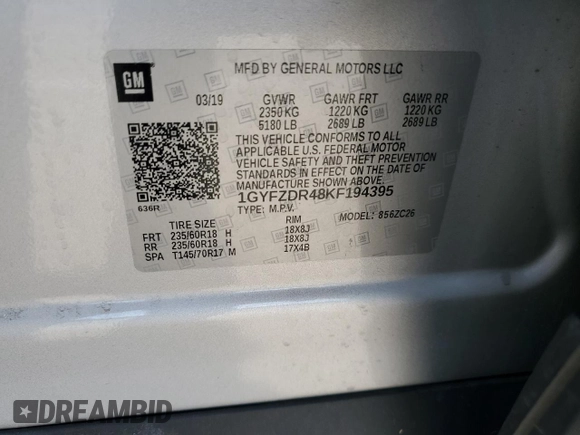 GM
MFD BY GENERAL MOTORS LLC
03/19 GVWR GAWR FRT GAWR RR
2350 KG 1220 KG 1220 KG
5180 LB 2689 LB 2689 LB
THIS VEHICLE CONFORMS TO ALL
APPLICABLE U.S. FEDERAL MOTOR
VEHICLE SAFETY AND THEFT PREVENTION
STANDARDS IN EFFECT ON THE DATE OF
MANUFACTURE SHOWN ABOVE.
1GYFZDR48KF194395
TYPE: M.P.V. MODEL: 856ZC26
636R
TIRE SIZE RIM
FRT 235/60R18 H 18X8J
RR 235/60R18 H 18X8J
SPA T145/70R17 M 17X4B
DREAMBID